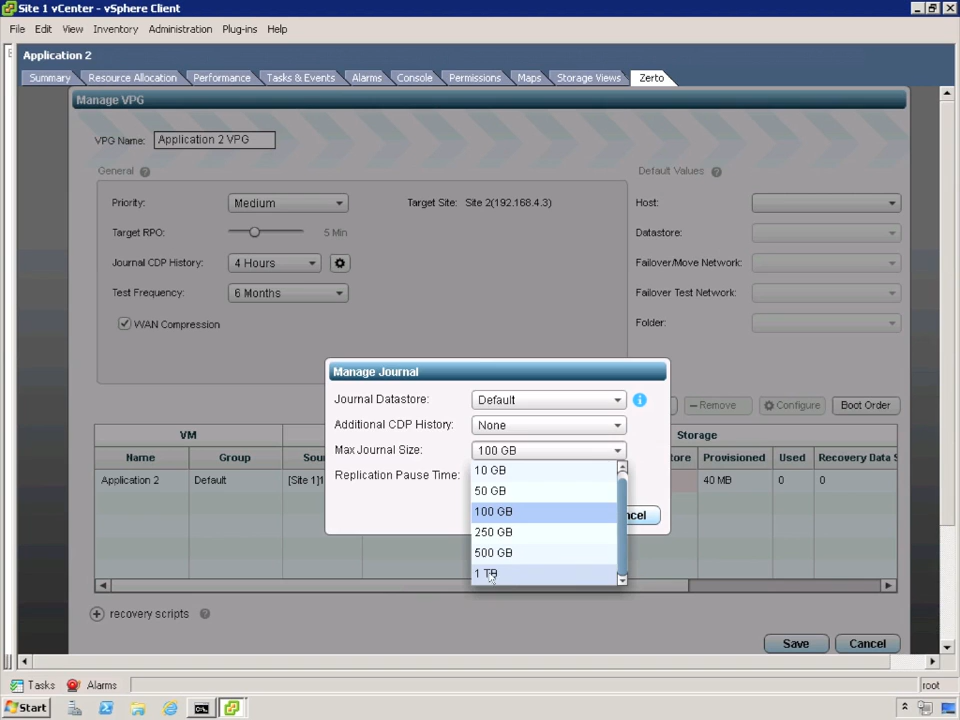 Site 1 vCenter - vSphere Client
File Edit View Inventory Administration Plug-ins Help
Application 2
Summary Resource Allocation Performance Tasks & Events Alarms Console Permissions Maps Storage Views Zerto
Manage VPG
VPG Name: Application 2 VPG
General ? Default Values ?
Priority: Medium Target Site: Site 2(192.168.4.3) Host:
Target RPO: 5 Min Datastore:
Journal CDP History: 4 Hours Failover/Move Network:
Test Frequency: 6 Months Failover Test Network:
WAN Compression Folder:
Manage Journal
Journal Datastore: Default i
Remove Configure Boot Order
Additional CDP History: None
VM Storage
Max Journal Size: 100 GB
Name Group Sou ore Provisioned Used Recovery Data S
10 GB
Replication Pause Time:
Application 2 Default [Site 1]1 40 MB 0 0
50 GB
100 GB
ncel
250 GB
500 GB
1 TB
recovery scripts ?
Save Cancel
Tasks Alarms root
Start